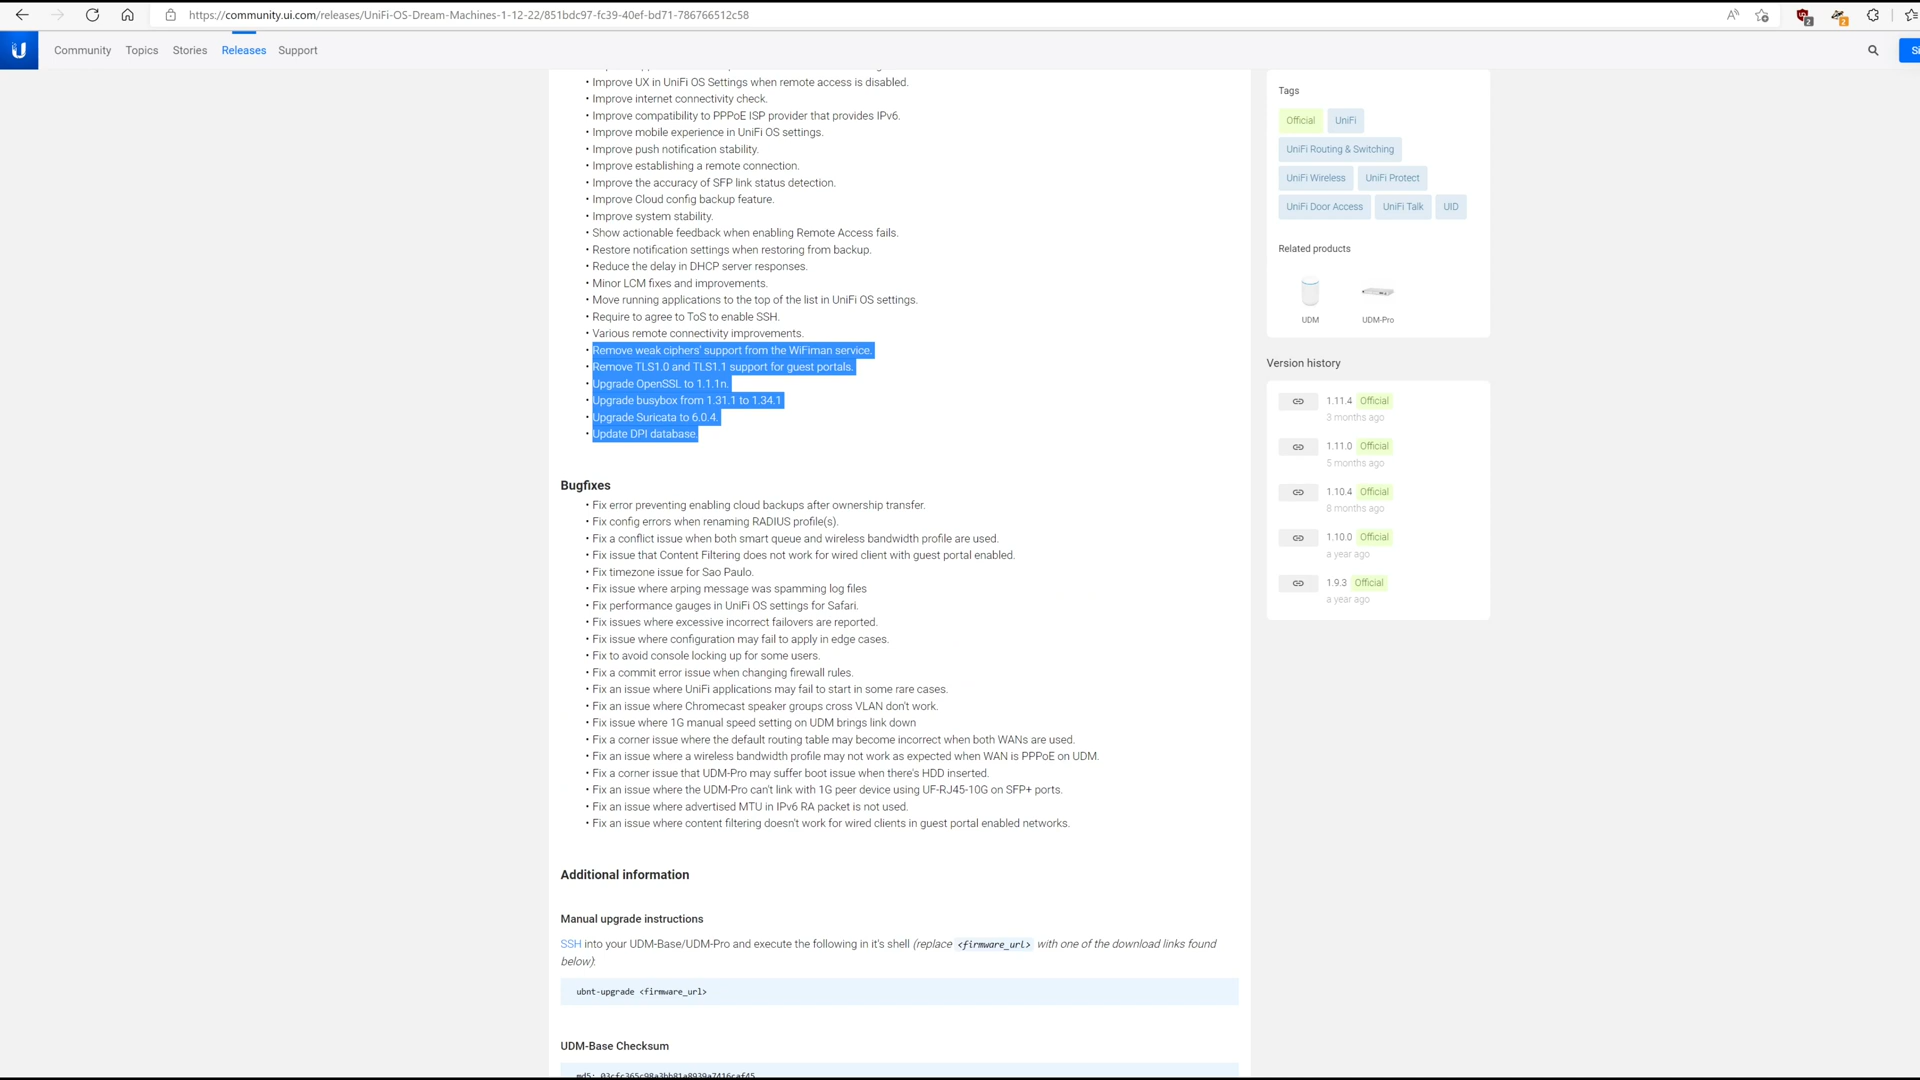 https://community.ui.com/releases/UniFi-OS-Dream-Machines-1-12-22/851bdc97-fc39-40ef-bd71-786766512c58
Community Topics Stories Releases Support
• Improve UX in UniFi OS Settings when remote access is disabled.
• Improve internet connectivity check.
• Improve compatibility to PPPoE ISP provider that provides IPv6.
• Improve mobile experience in UniFi OS settings.
• Improve push notification stability.
• Improve establishing a remote connection.
• Improve the accuracy of SFP link status detection.
• Improve Cloud config backup feature.
• Improve system stability.
• Show actionable feedback when enabling Remote Access fails.
• Restore notification settings when restoring from backup.
• Reduce the delay in DHCP server responses.
• Minor LCM fixes and improvements.
• Move running applications to the top of the list in UniFi OS settings.
• Require to agree to ToS to enable SSH.
• Various remote connectivity improvements.
• Remove weak ciphers' support from the WiFiman service.
• Remove TLS1.0 and TLS1.1 support for guest portals.
• Upgrade OpenSSL to 1.1.1n.
• Upgrade busybox from 1.31.1 to 1.34.1
• Upgrade Suricata to 6.0.4.
• Update DPI database.
Bugfixes
• Fix error preventing enabling cloud backups after ownership transfer.
• Fix config errors when renaming RADIUS profile(s).
• Fix a conflict issue when both smart queue and wireless bandwidth profile are used.
• Fix issue that Content Filtering does not work for wired client with guest portal enabled.
• Fix timezone issue for Sao Paulo.
• Fix issue where arping message was spamming log files
• Fix performance gauges in UniFi OS settings for Safari.
• Fix issues where excessive incorrect failovers are reported.
• Fix issue where configuration may fail to apply in edge cases.
• Fix to avoid console locking up for some users.
• Fix a commit error issue when changing firewall rules.
• Fix an issue where UniFi applications may fail to start in some rare cases.
• Fix an issue where Chromecast speaker groups cross VLAN don't work.
• Fix issue where 1G manual speed setting on UDM brings link down
• Fix a corner issue where the default routing table may become incorrect when both WANs are used.
• Fix an issue where a wireless bandwidth profile may not work as expected when WAN is PPPoE on UDM.
• Fix a corner issue that UDM-Pro may suffer boot issue when there's HDD inserted.
• Fix an issue where the UDM-Pro can't link with 1G peer device using UF-RJ45-10G on SFP+ ports.
• Fix an issue where advertised MTU in IPv6 RA packet is not used.
• Fix an issue where content filtering doesn't work for wired clients in guest portal enabled networks.
Additional information
Manual upgrade instructions
SSH into your UDM-Base/UDM-Pro and execute the following in it's shell (replace <firmware_url> with one of the download links found
below):
ubnt-upgrade <firmware_url>
UDM-Base Checksum
Tags
Official UniFi
UniFi Routing & Switching
UniFi Wireless UniFi Protect
UniFi Door Access UniFi Talk UID
Related products
UDM UDM-Pro
Version history
1.11.4 Official
3 months ago
1.11.0 Official
5 months ago
1.10.4 Official
8 months ago
1.10.0 Official
a year ago
1.9.3 Official
a year ago